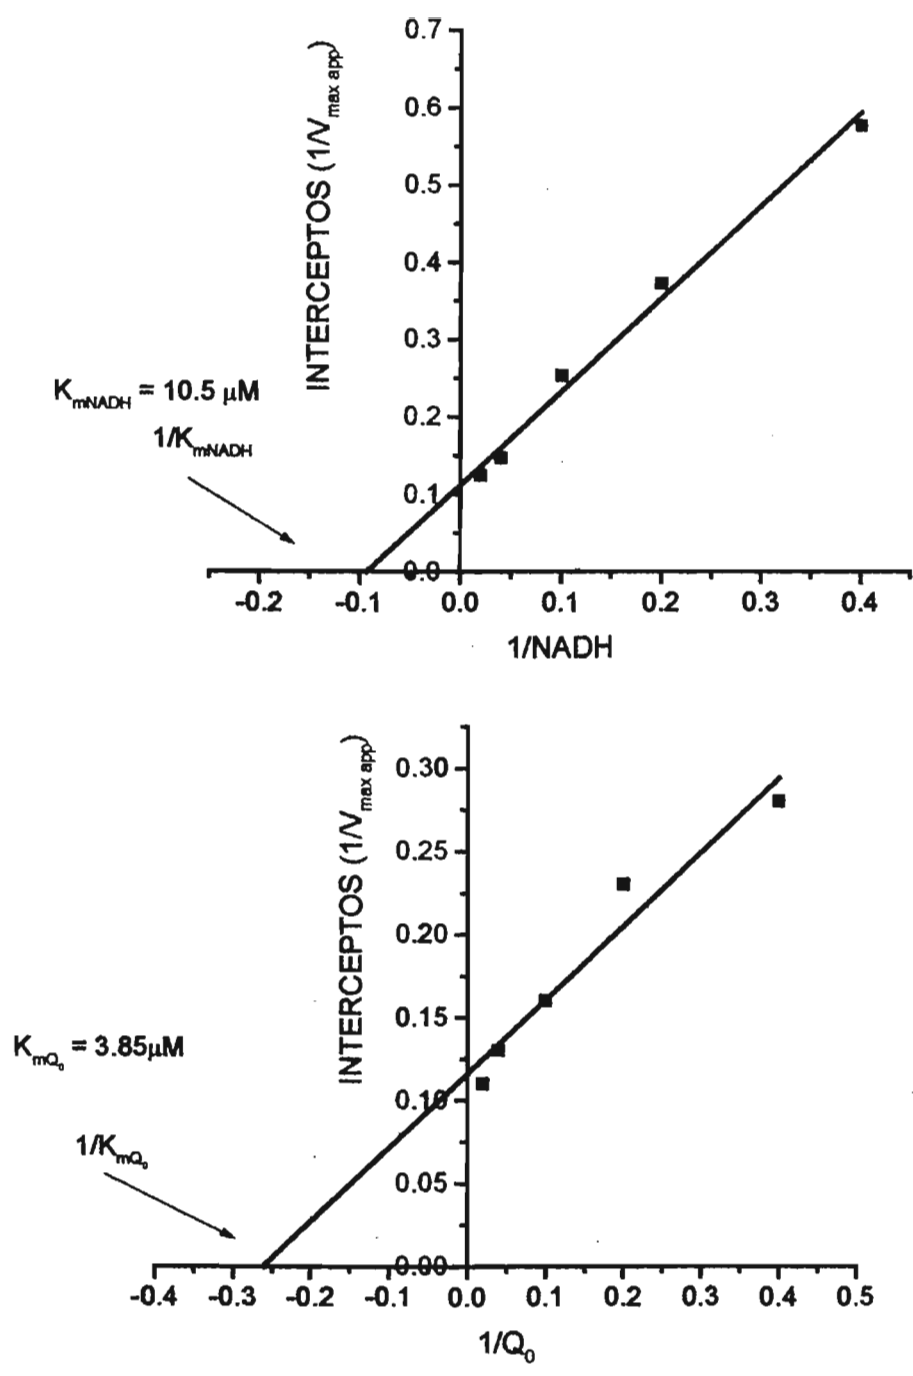 INTERCEPTOS (1/Vmax app)
0.7
0.6
0.5
0.4
0.3
0.2
0.1
0.0
KmNADH = 10.5 μM
1/KmNADH
-0.2 -0.1 0.0 0.1 0.2 0.3 0.4
1/NADH
INTERCEPTOS (1/Vmax app)
0.30
0.25
0.20
0.15
0.10
0.05
0.00
KmQ0 = 3.85μM
1/KmQ0
-0.4 -0.3 -0.2 -0.1 0.0 0.1 0.2 0.3 0.4 0.5
1/Q0